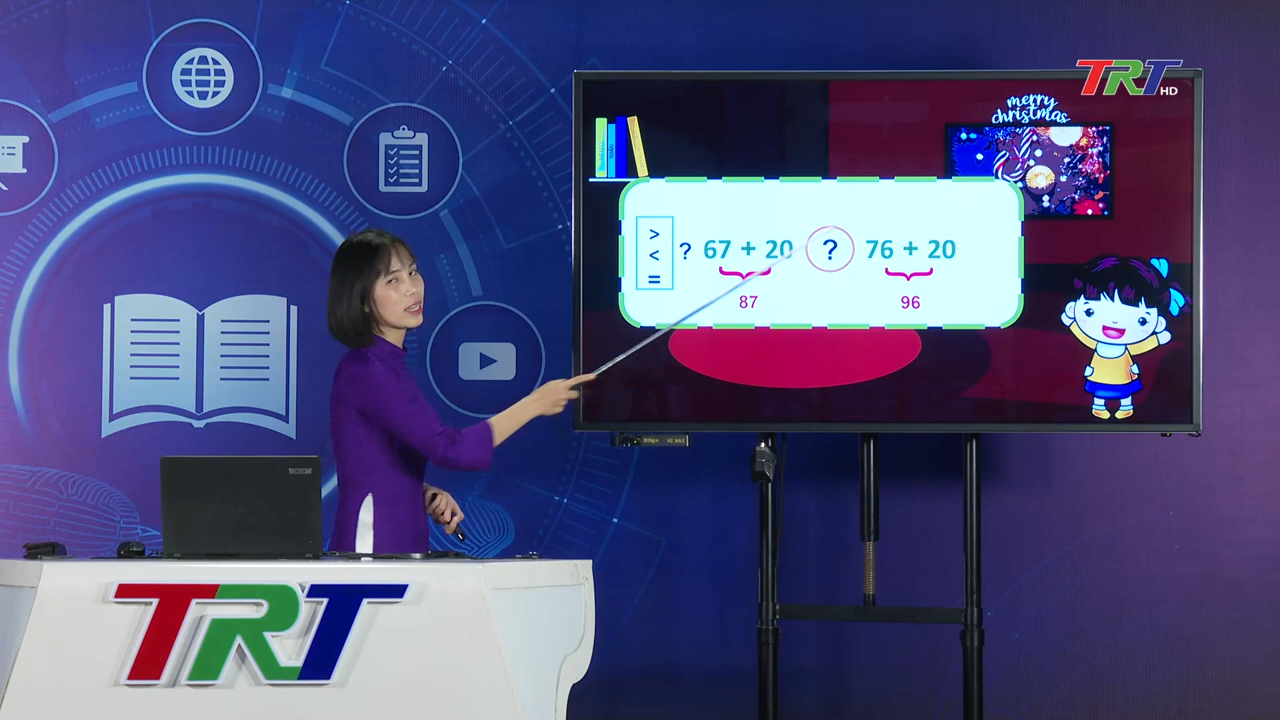 TRT HD
merry
christmas
>
<
=
? 67 + 20 ? 76 + 20
87 96
TRT